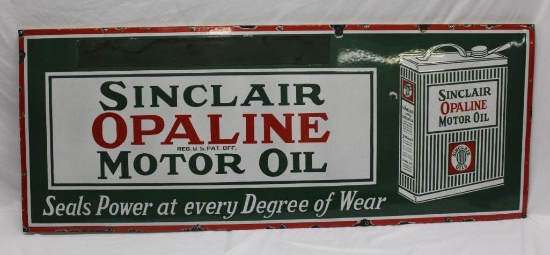 SINCLAIR
OPALINE
REG. U.S. PAT. OFF.
MOTOR OIL
Seals Power at every Degree of Wear
SINCLAIR
OPALINE
MOTOR OIL